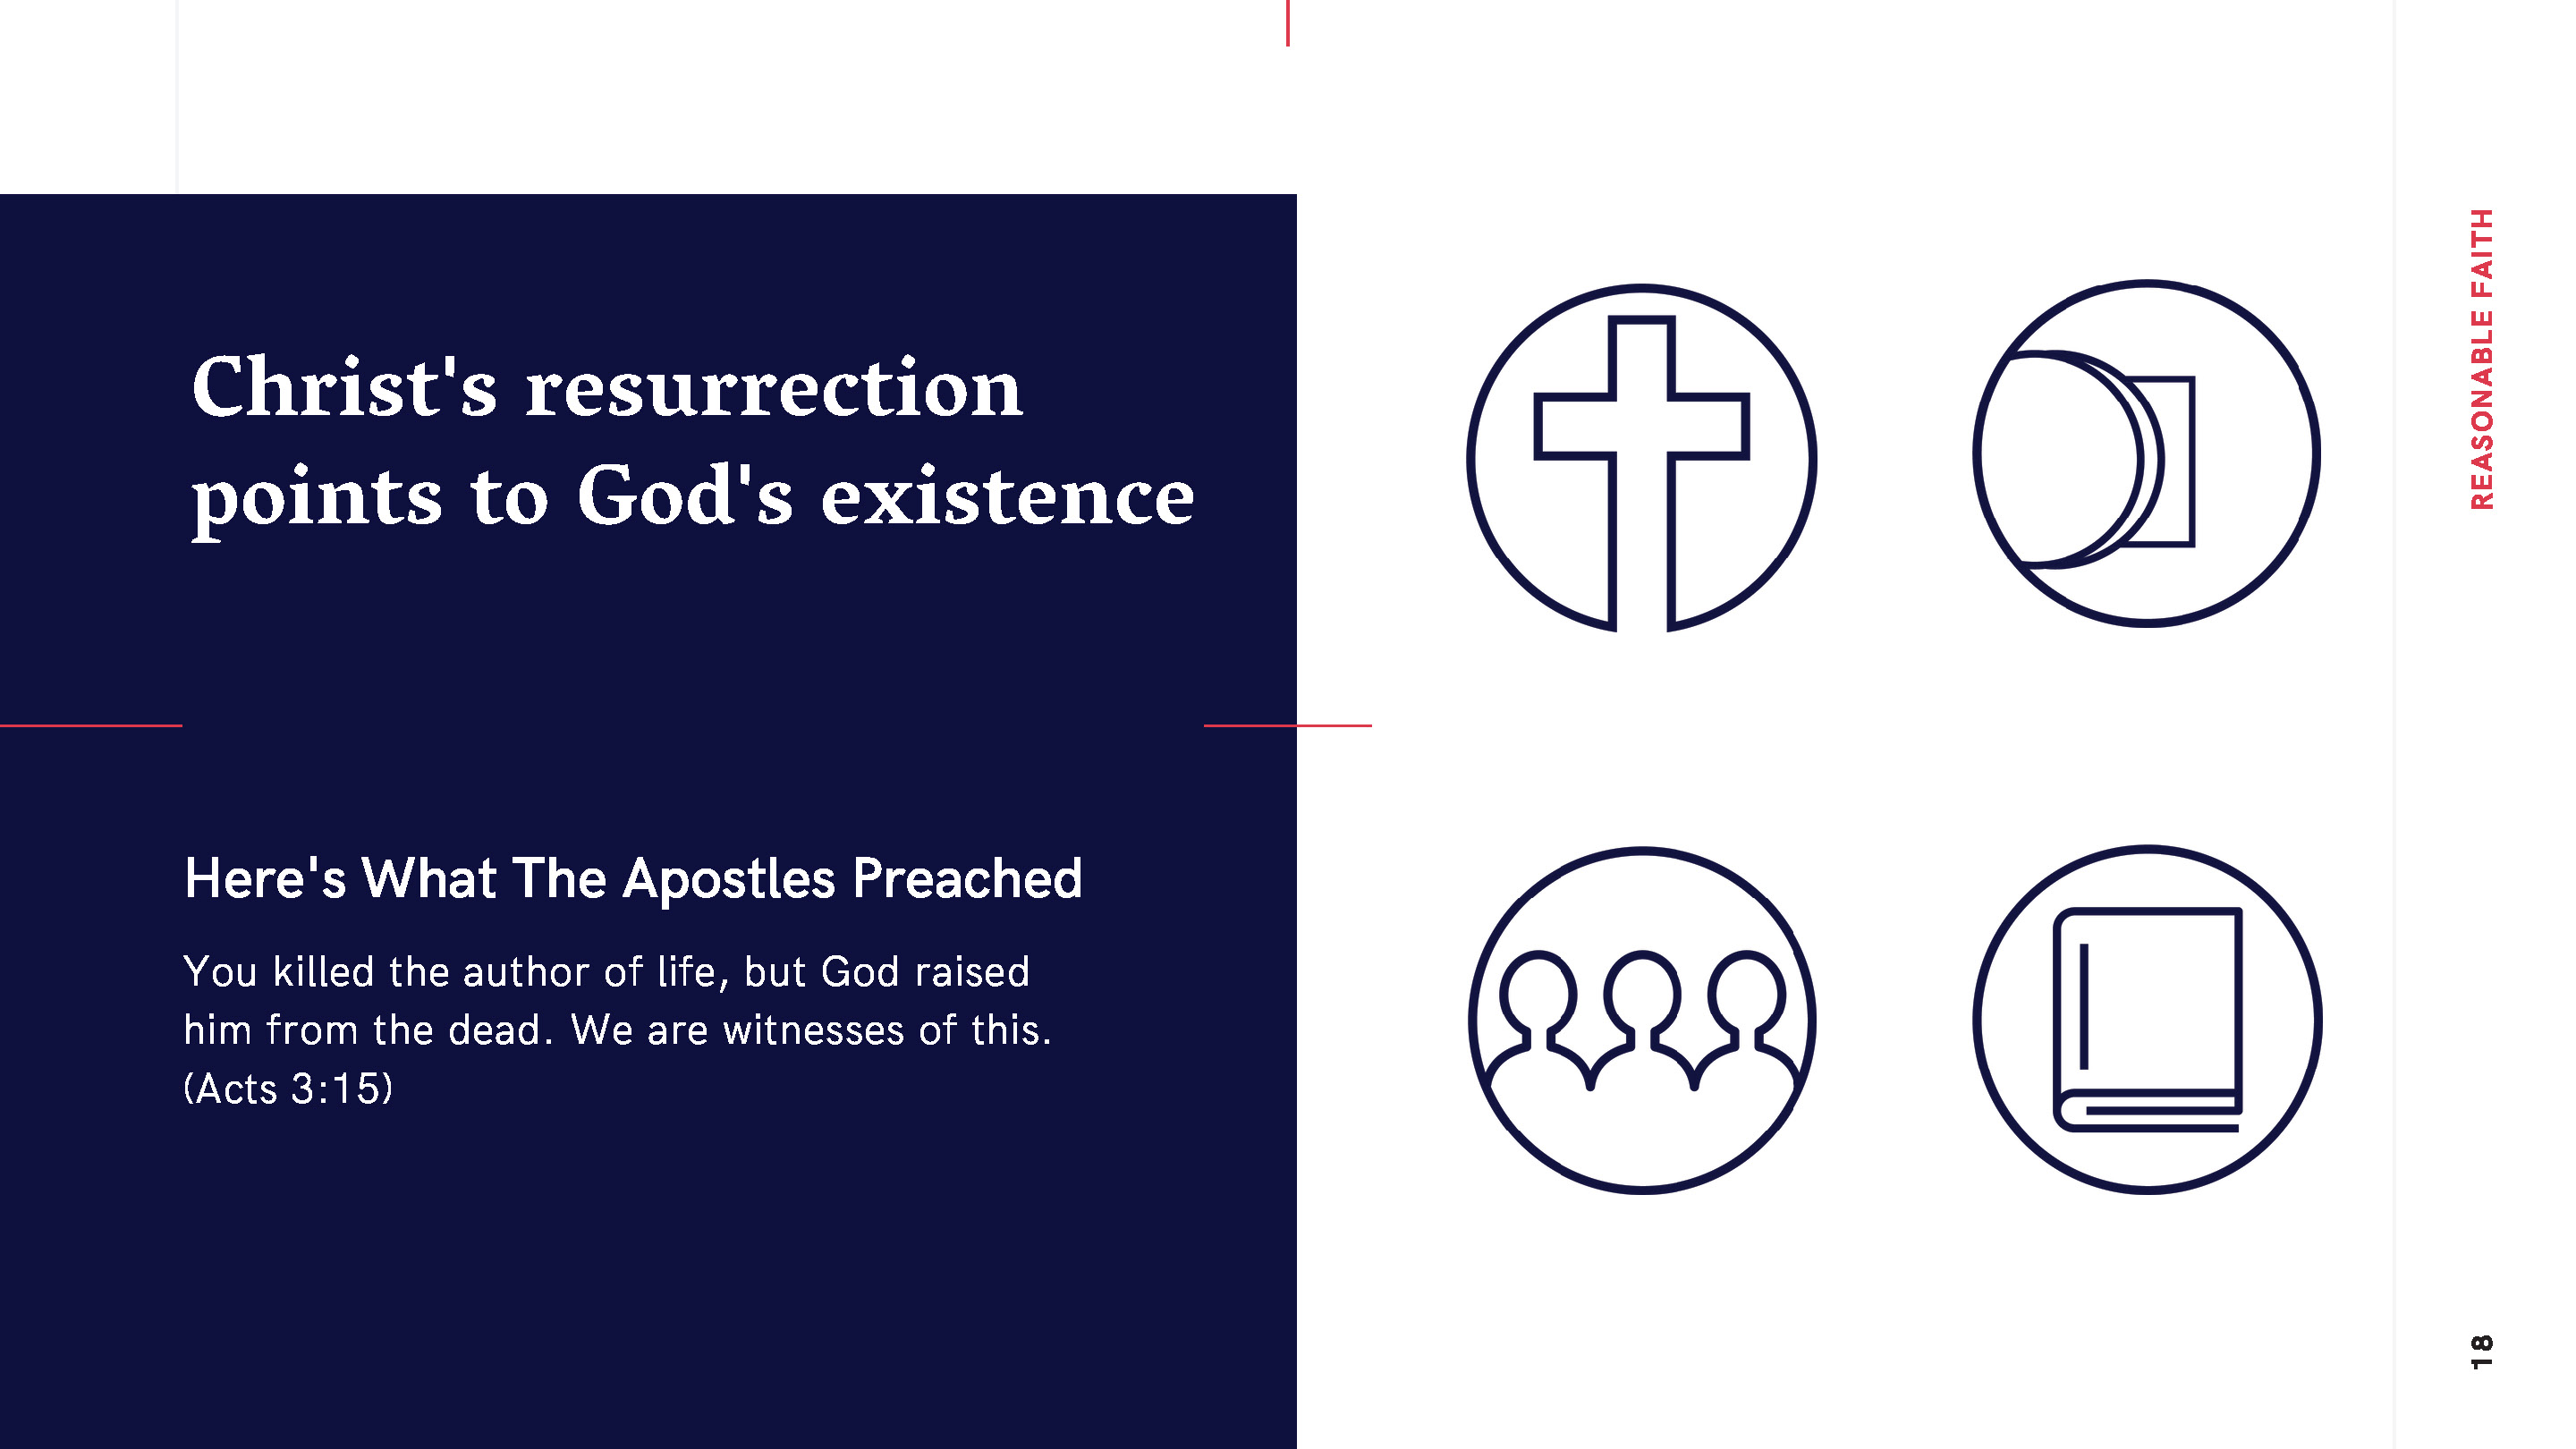 Christ's resurrection
points to God's existence
Here's What The Apostles Preached
You killed the author of life, but God raised
him from the dead. We are witnesses of this.
(Acts 3:15)
REASONABLE FAITH
18